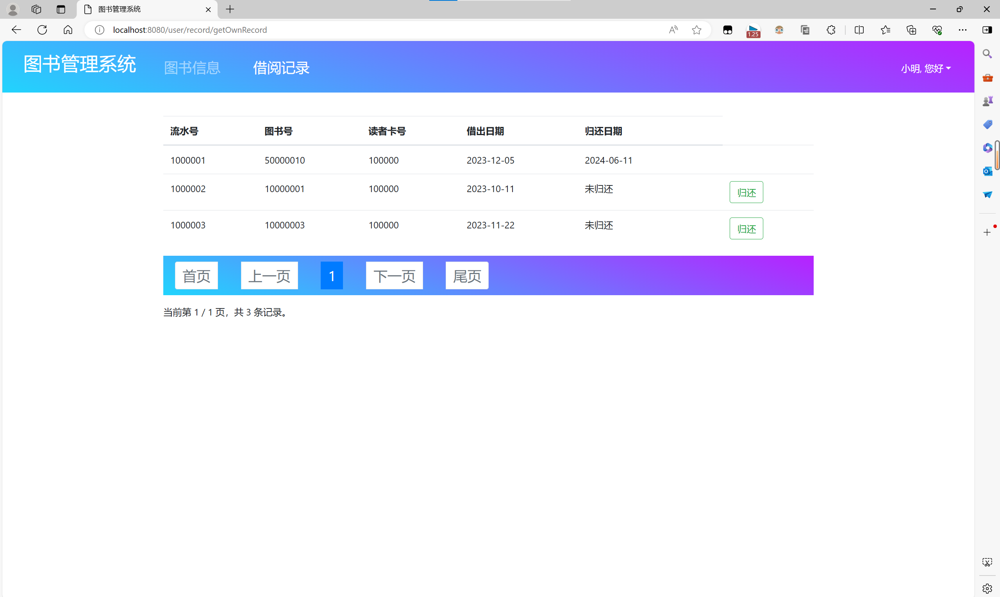 图书管理系统
localhost:8080/user/record/getOwnRecord
1.25
图书管理系统 图书信息 借阅记录 小明, 您好
流水号 图书号 读者卡号 借出日期 归还日期
1000001 50000010 100000 2023-12-05 2024-06-11
1000002 10000001 100000 2023-10-11 未归还 归还
1000003 10000003 100000 2023-11-22 未归还 归还
首页 上一页 1 下一页 尾页
当前第 1 / 1 页，共 3 条记录。